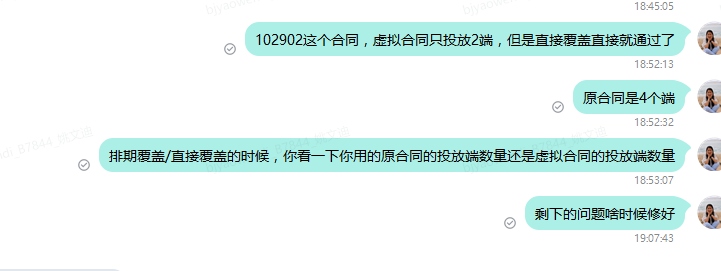 18:45:05
102902这个合同，虚拟合同只投放2端，但是直接覆盖直接就通过了
18:52:13
原合同是4个端
18:52:32
排期覆盖/直接覆盖的时候，你看一下你用的原合同的投放端数量还是虚拟合同的投放端数量
18:53:07
剩下的问题啥时候修好
19:07:43